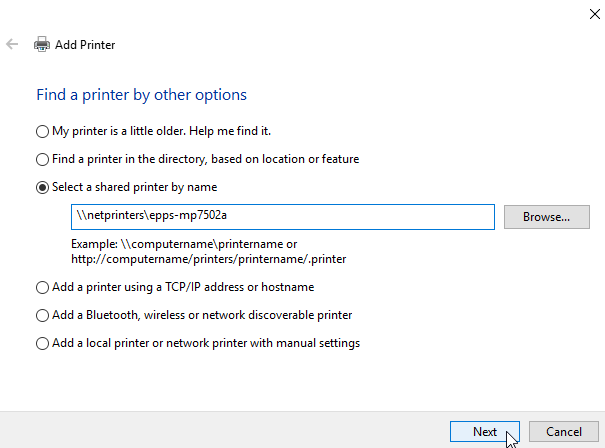 Add Printer
Find a printer by other options
My printer is a little older. Help me find it.
Find a printer in the directory, based on location or feature
Select a shared printer by name
\\netprinters\epps-mp7502a
Browse...
Example: \\computername\printername or
http://computername/printers/printername/.printer
Add a printer using a TCP/IP address or hostname
Add a Bluetooth, wireless or network discoverable printer
Add a local printer or network printer with manual settings
Next
Cancel